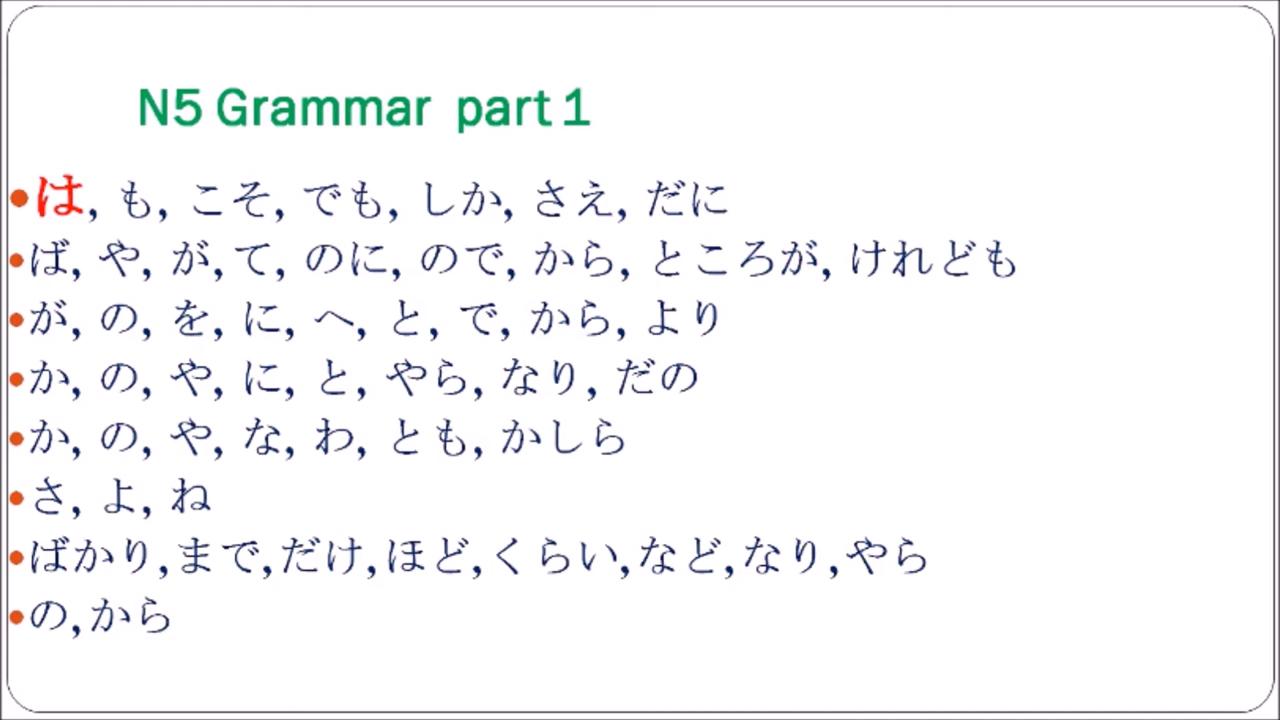 N5 Grammar part 1
•は, も, こそ, でも, しか, さえ, だに
•ば, や, が,て, のに, ので, から, ところが, けれども
•が, の, を, に, へ, と, で, から, より
•か, の, や, に, と, やら, なり, だの
•か, の, や, な, わ, とも, かしら
•さ, よ, ね
•ばかり,まで,だけ,ほど,くらい,など,なり,やら
•の,から